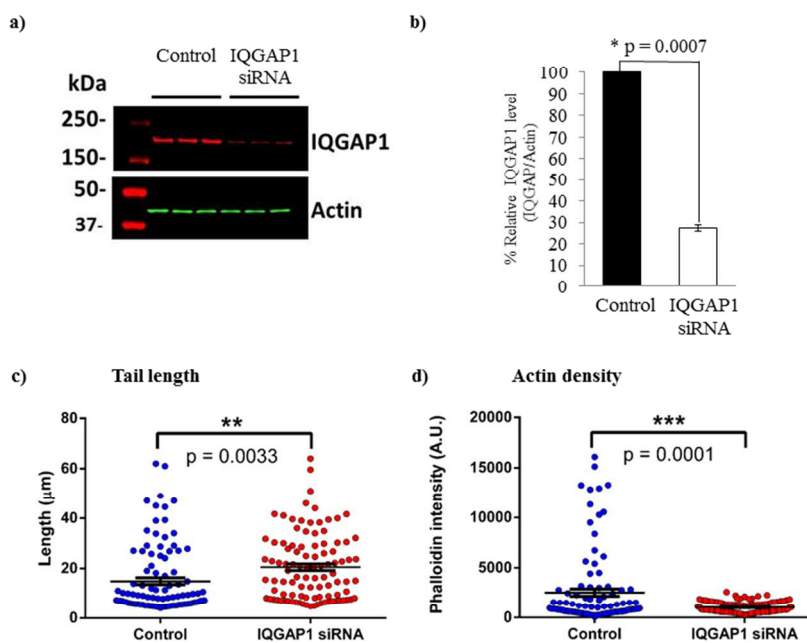 a)
Control
IQGAP1
siRNA
kDa
250-
150-
IQGAP1
50-
37-
Actin
b)
* p = 0.0007
% Relative IQGAP1 level
(IQGAP/Actin)
100
90
80
70
60
50
40
30
20
10
0
Control
IQGAP1
siRNA
c)
Tail length
Length (μm)
80
60
40
20
0
**
p = 0.0033
Control
IQGAP1 siRNA
d)
Actin density
Phalloidin intensity (A.U.)
20000
15000
10000
5000
0
***
p = 0.0001
Control
IQGAP1 siRNA